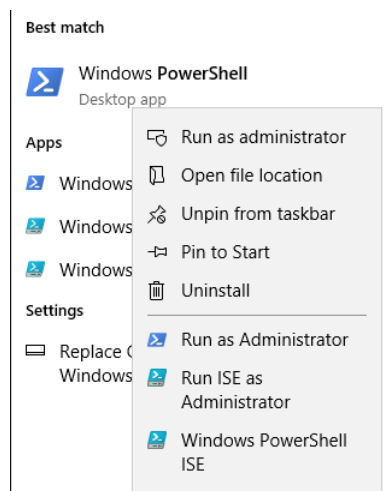 Best match
Windows PowerShell
Desktop app
Apps
Windows
Windows
Windows
Settings
Replace
Windows
Run as administrator
Open file location
Unpin from taskbar
Pin to Start
Uninstall
Run as Administrator
Run ISE as
Administrator
Windows PowerShell
ISE